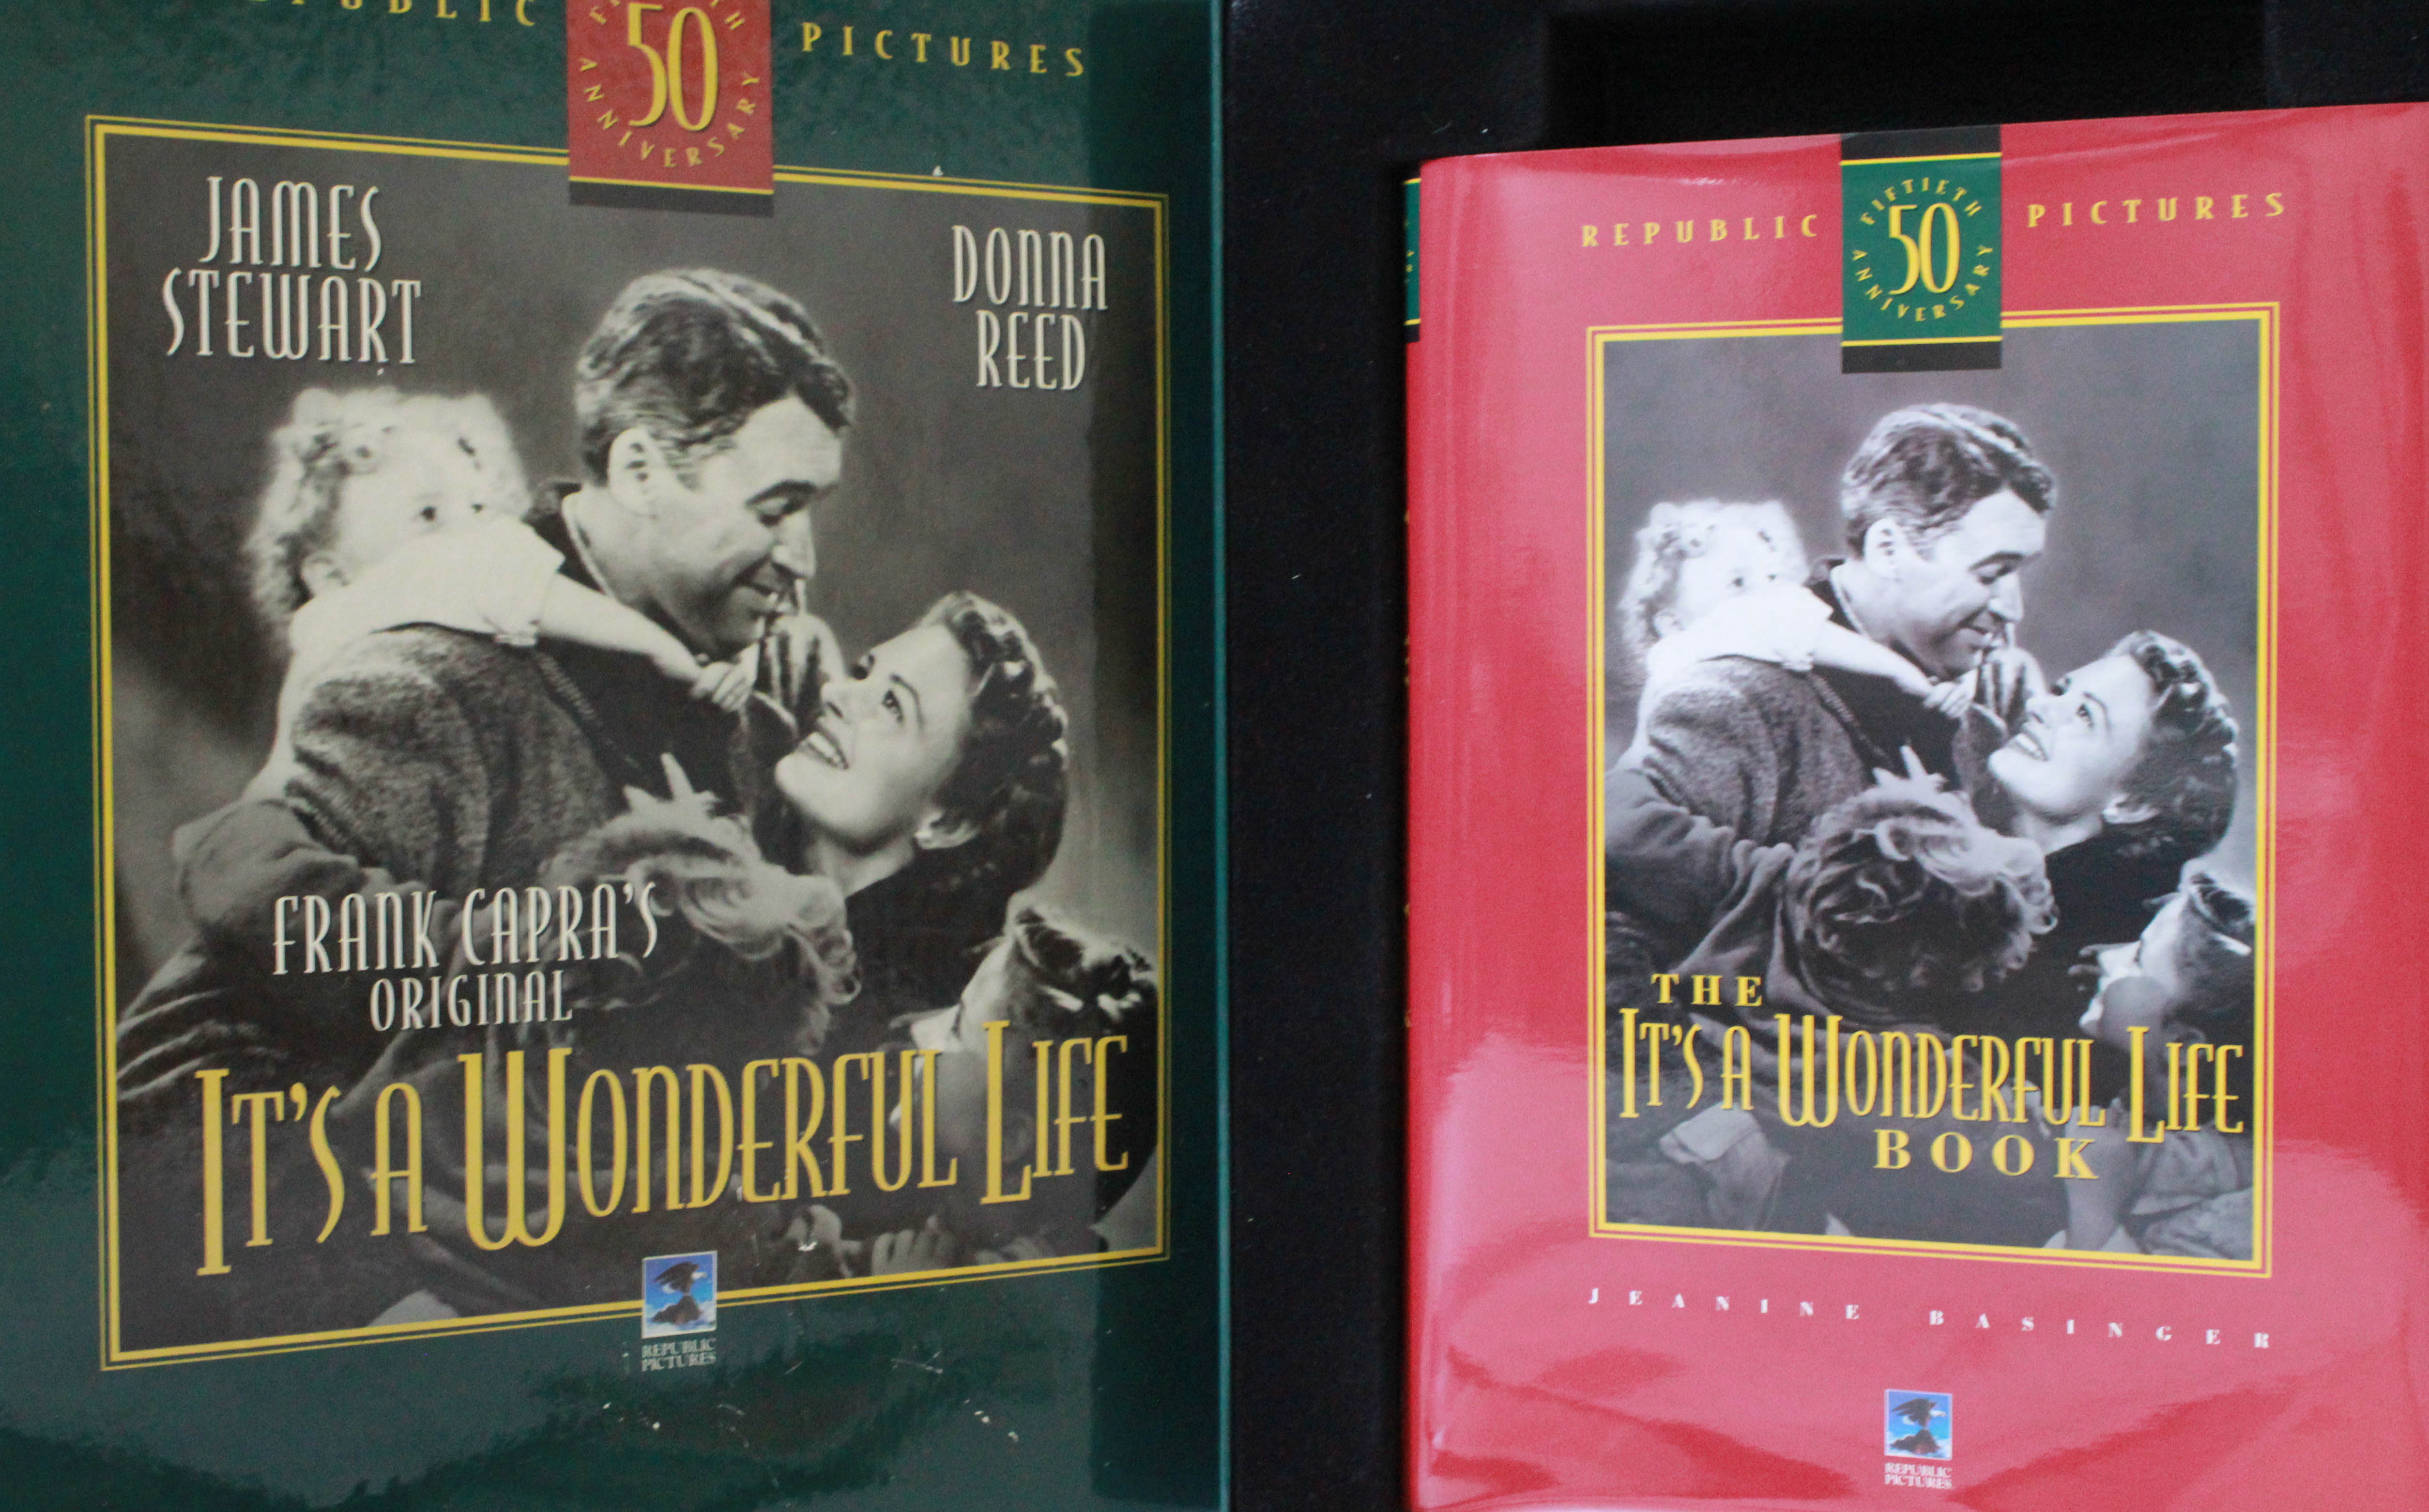 PICTURES
50
ANNIVERSARY
JAMES
STEWART
DONNA
REED
FRANK CAPRA'S
ORIGINAL
IT'S A WONDERFUL LIFE
REPUBLIC
PICTURES
REPUBLIC
FIFTIETH
50
ANNIVERSARY
PICTURES
THE
IT'S A WONDERFUL LIFE
BOOK
JEANINE BASINGER
REPUBLIC
PICTURES